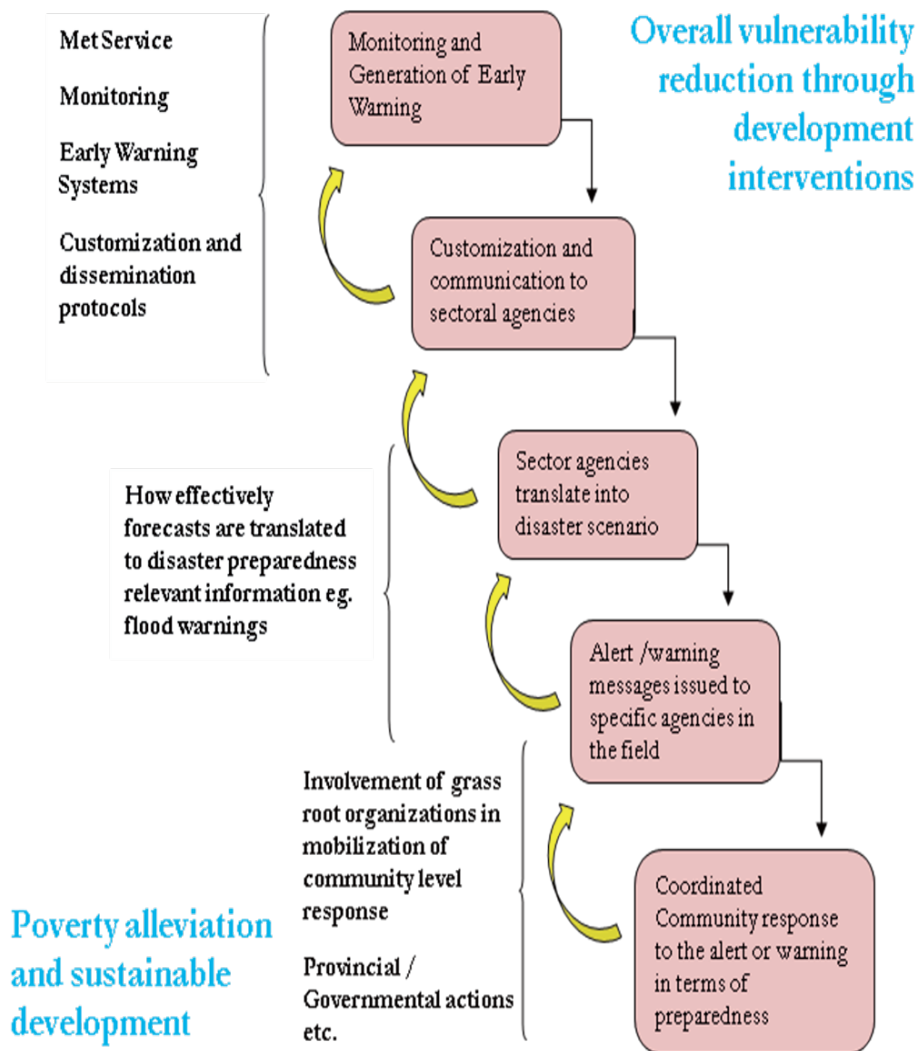 Met Service
Monitoring
Early Warning
Systems
Customization and
dissemination
protocols
Monitoring and
Generation of Early
Warning
Overall vulnerability
reduction through
development
interventions
Customization and
communication to
sectoral agencies
How effectively
forecasts are translated
to disaster preparedness
relevant information eg.
flood warnings
Sector agencies
translate into
disaster scenario
Alert /warning
messages issued to
specific agencies in
the field
Involvement of grass
root organizations in
mobilization of
community level
response
Provincial /
Governmental actions
etc.
Coordinated
Community response
to the alert or warning
in terms of
preparedness
Poverty alleviation
and sustainable
development